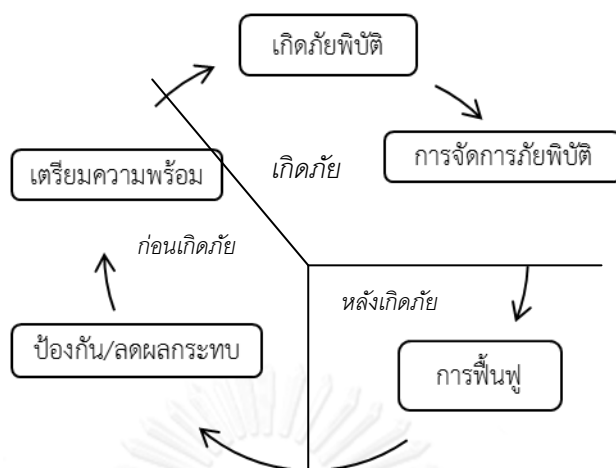 เกิดภัยพิบัติ
การจัดการภัยพิบัติ
เตรียมความพร้อม
เกิดภัย
ก่อนเกิดภัย
หลังเกิดภัย
ป้องกัน/ลดผลกระทบ
การฟื้นฟู